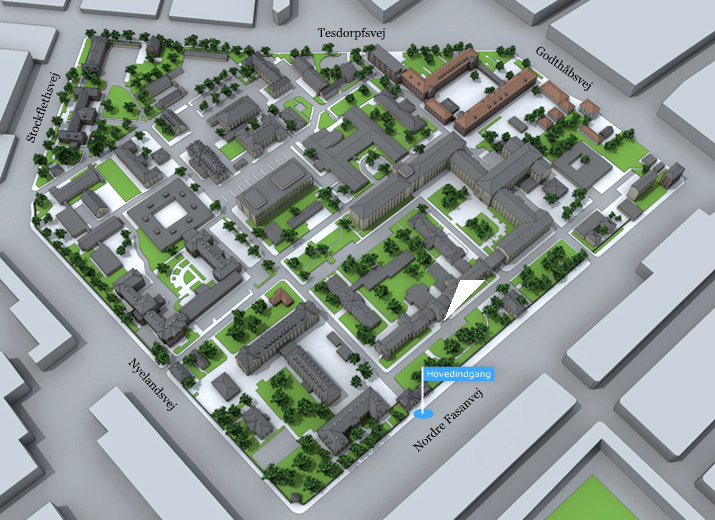 Tesdorpfsvej
Godthåbsvej
Stockflethsvej
Nyelandsvej
Hovedindgang
Nordre Fasanvej